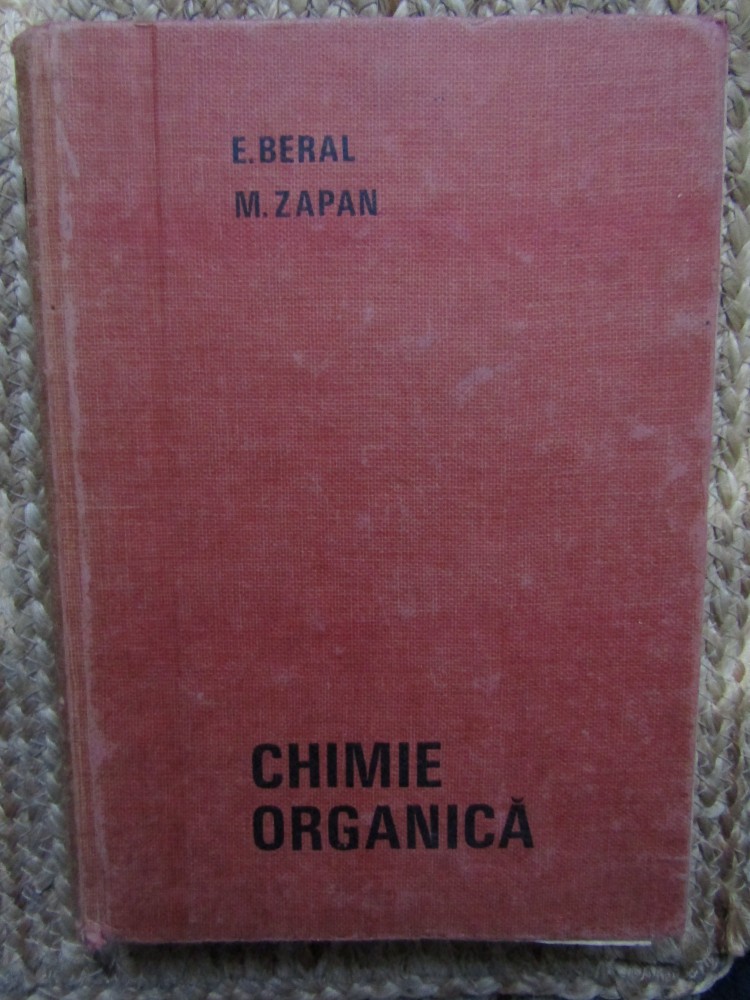 E. BERAL
M. ZAPAN
CHIMIE
ORGANICĂ